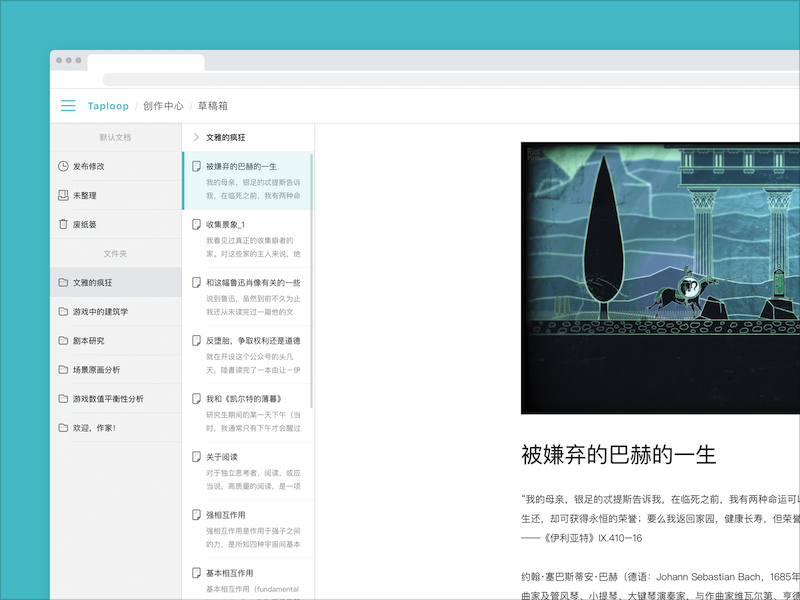 Taploop / 创作中心 / 草稿箱
默认文档
发布修改
未整理
废纸篓
文件夹
文雅的疯狂
游戏中的建筑学
剧本研究
场景原画分析
游戏数值平衡性分析
欢迎，作家！
文雅的疯狂
被嫌弃的巴赫的一生
我的母亲，银足的忒提斯告诉
我，在临死之前，我有两种命
收集景象_1
我看见过真正的收集癖者的
家，对这些家的主人来说，绝
和这幅鲁迅肖像有关的一些
说到鲁迅，虽然到前不久为止
我还从未读完过一篇他的文
反堕胎，争取权利还是道德
就在开设这个公众号的头几
天，陸書读完了一本由让－伊
我和《凯尔特的薄暮》
研究生期间的某一天下午（当
时，我通常只有下午才会醒过
关于阅读
对于独立思考者，阅读，或应
当说，高质量的阅读，是一项
强相互作用
强相互作用是作用于强子之间
的力，是所知四种宇宙间基本
基本相互作用
基本相互作用（fundamental
被嫌弃的巴赫的一生
“我的母亲，银足的忒提斯告诉我，在临死之前，我有两种命运可以
生还，却可获得永恒的荣誉；要么我返回家园，健康长寿，但荣誉
——《伊利亚特》IX.410—16
约翰·塞巴斯蒂安·巴赫（德语：Johann Sebastian Bach，1685年
曲家及管风琴、小提琴、大键琴演奏家，与作曲家维瓦尔第、亨德